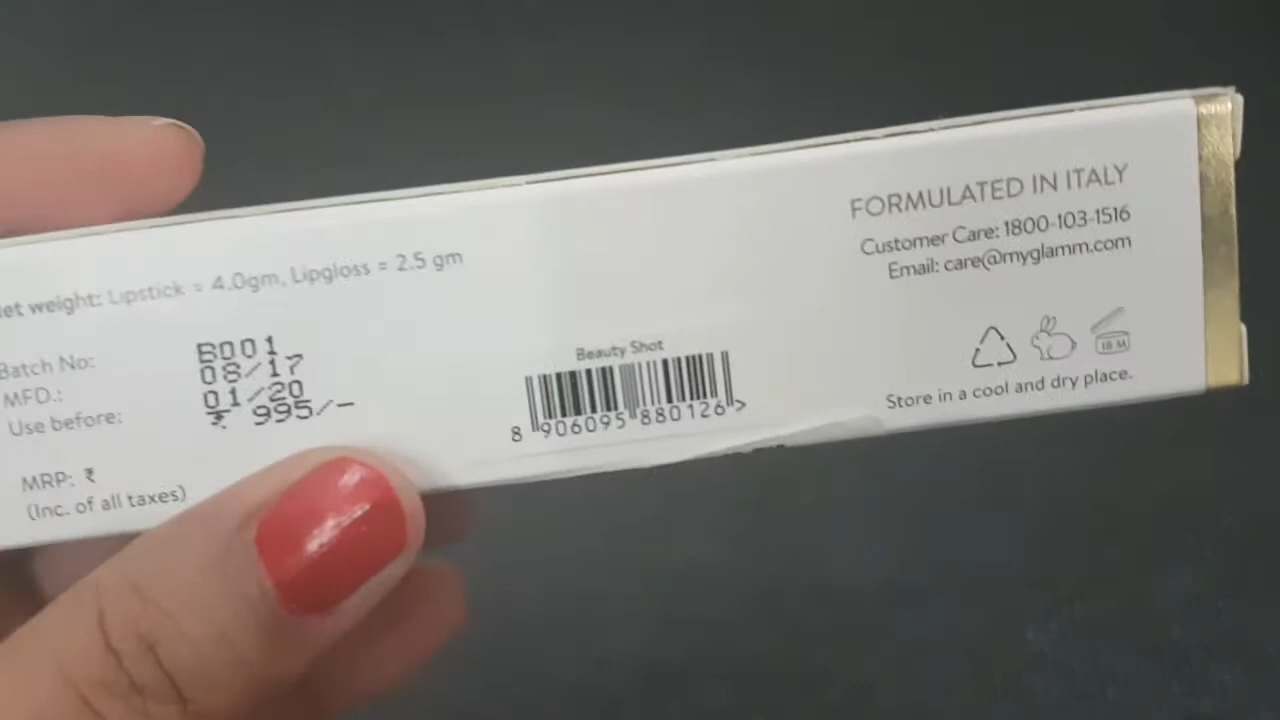 et weight: Lipstick = 4.0gm, Lipgloss = 2.5 gm
Batch No:
MFD.:
Use before:
MRP: ₹
(Inc. of all taxes)
B001
08/17
01/20
₹ 995/-
Beauty Shot
8 906095 880126 >
FORMULATED IN ITALY
Customer Care: 1800-103-1516
Email: care@myglamm.com
18 M
Store in a cool and dry place.